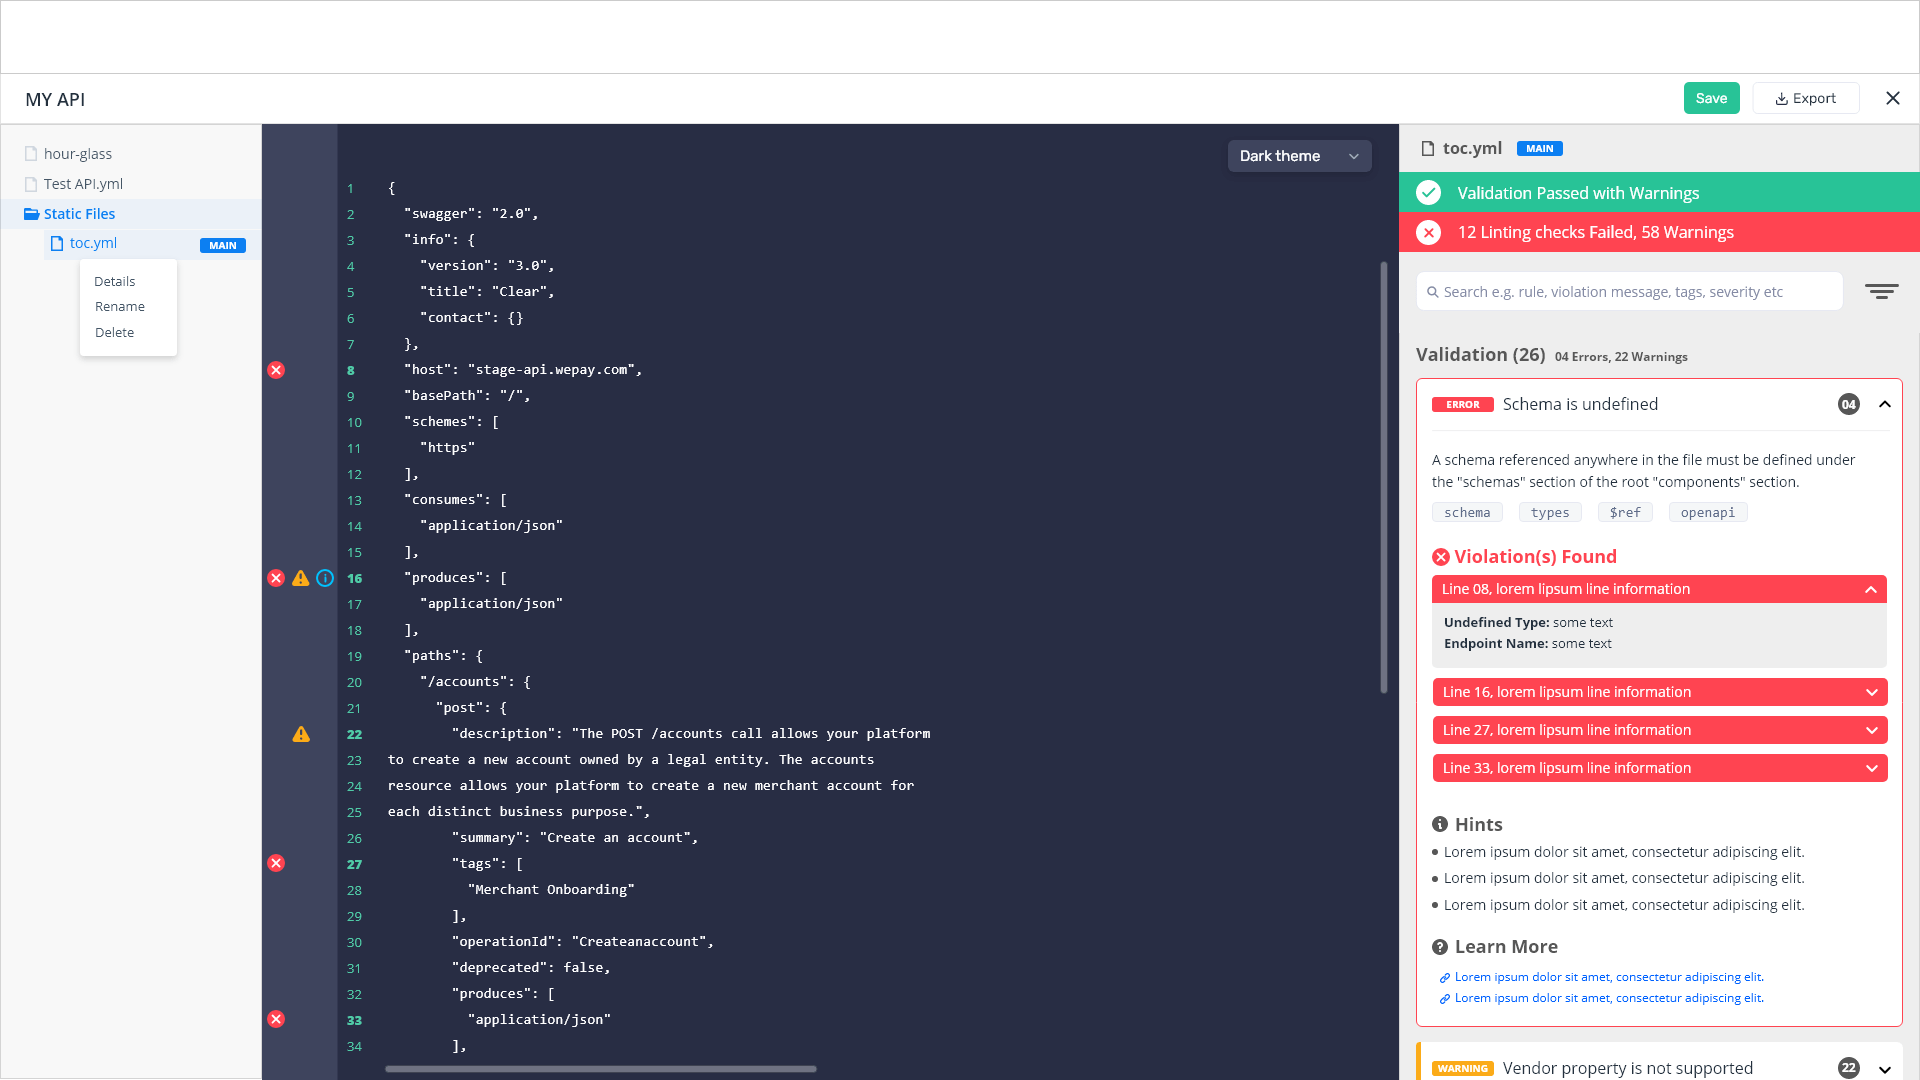 MY API
Save
Export
hour-glass
Test API.yml
Static Files
toc.yml
MAIN
Details
Rename
Delete
Dark theme
1 {
2 "swagger": "2.0",
3 "info": {
4 "version": "3.0",
5 "title": "Clear",
6 "contact": {}
7 },
8 "host": "stage-api.wepay.com",
9 "basePath": "/",
10 "schemes": [
11 "https"
12 ],
13 "consumes": [
14 "application/json"
15 ],
16 "produces": [
17 "application/json"
18 ],
19 "paths": {
20 "/accounts": {
21 "post": {
22 "description": "The POST /accounts call allows your platform
23 to create a new account owned by a legal entity. The accounts
24 resource allows your platform to create a new merchant account for
25 each distinct business purpose.",
26 "summary": "Create an account",
27 "tags": [
28 "Merchant Onboarding"
29 ],
30 "operationId": "Createanaccount",
31 "deprecated": false,
32 "produces": [
33 "application/json"
34 ],
toc.yml MAIN
Validation Passed with Warnings
12 Linting checks Failed, 58 Warnings
Search e.g. rule, violation message, tags, severity etc
Validation (26) 04 Errors, 22 Warnings
ERROR Schema is undefined 04
A schema referenced anywhere in the file must be defined under
the "schemas" section of the root "components" section.
schema types $ref openapi
Violation(s) Found
Line 08, lorem lipsum line information
Undefined Type: some text
Endpoint Name: some text
Line 16, lorem lipsum line information
Line 27, lorem lipsum line information
Line 33, lorem lipsum line information
Hints
Lorem ipsum dolor sit amet, consectetur adipiscing elit.
Lorem ipsum dolor sit amet, consectetur adipiscing elit.
Lorem ipsum dolor sit amet, consectetur adipiscing elit.
Learn More
Lorem ipsum dolor sit amet, consectetur adipiscing elit.
Lorem ipsum dolor sit amet, consectetur adipiscing elit.
WARNING Vendor property is not supported 22